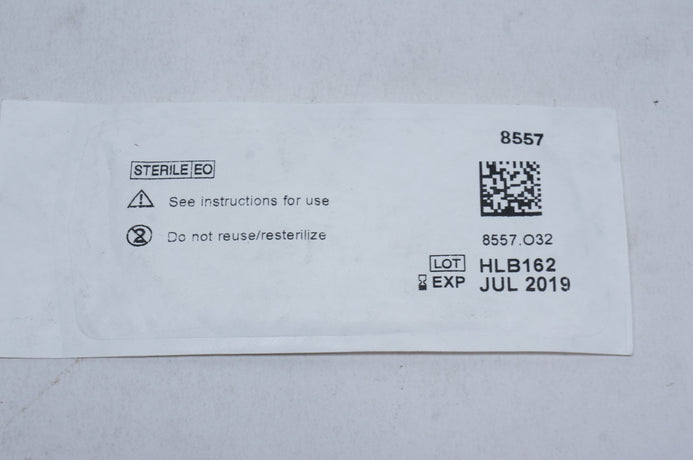 8557
STERILE EO
See instructions for use
Do not reuse/resterilize
8557.O32
LOT HLB162
EXP JUL 2019